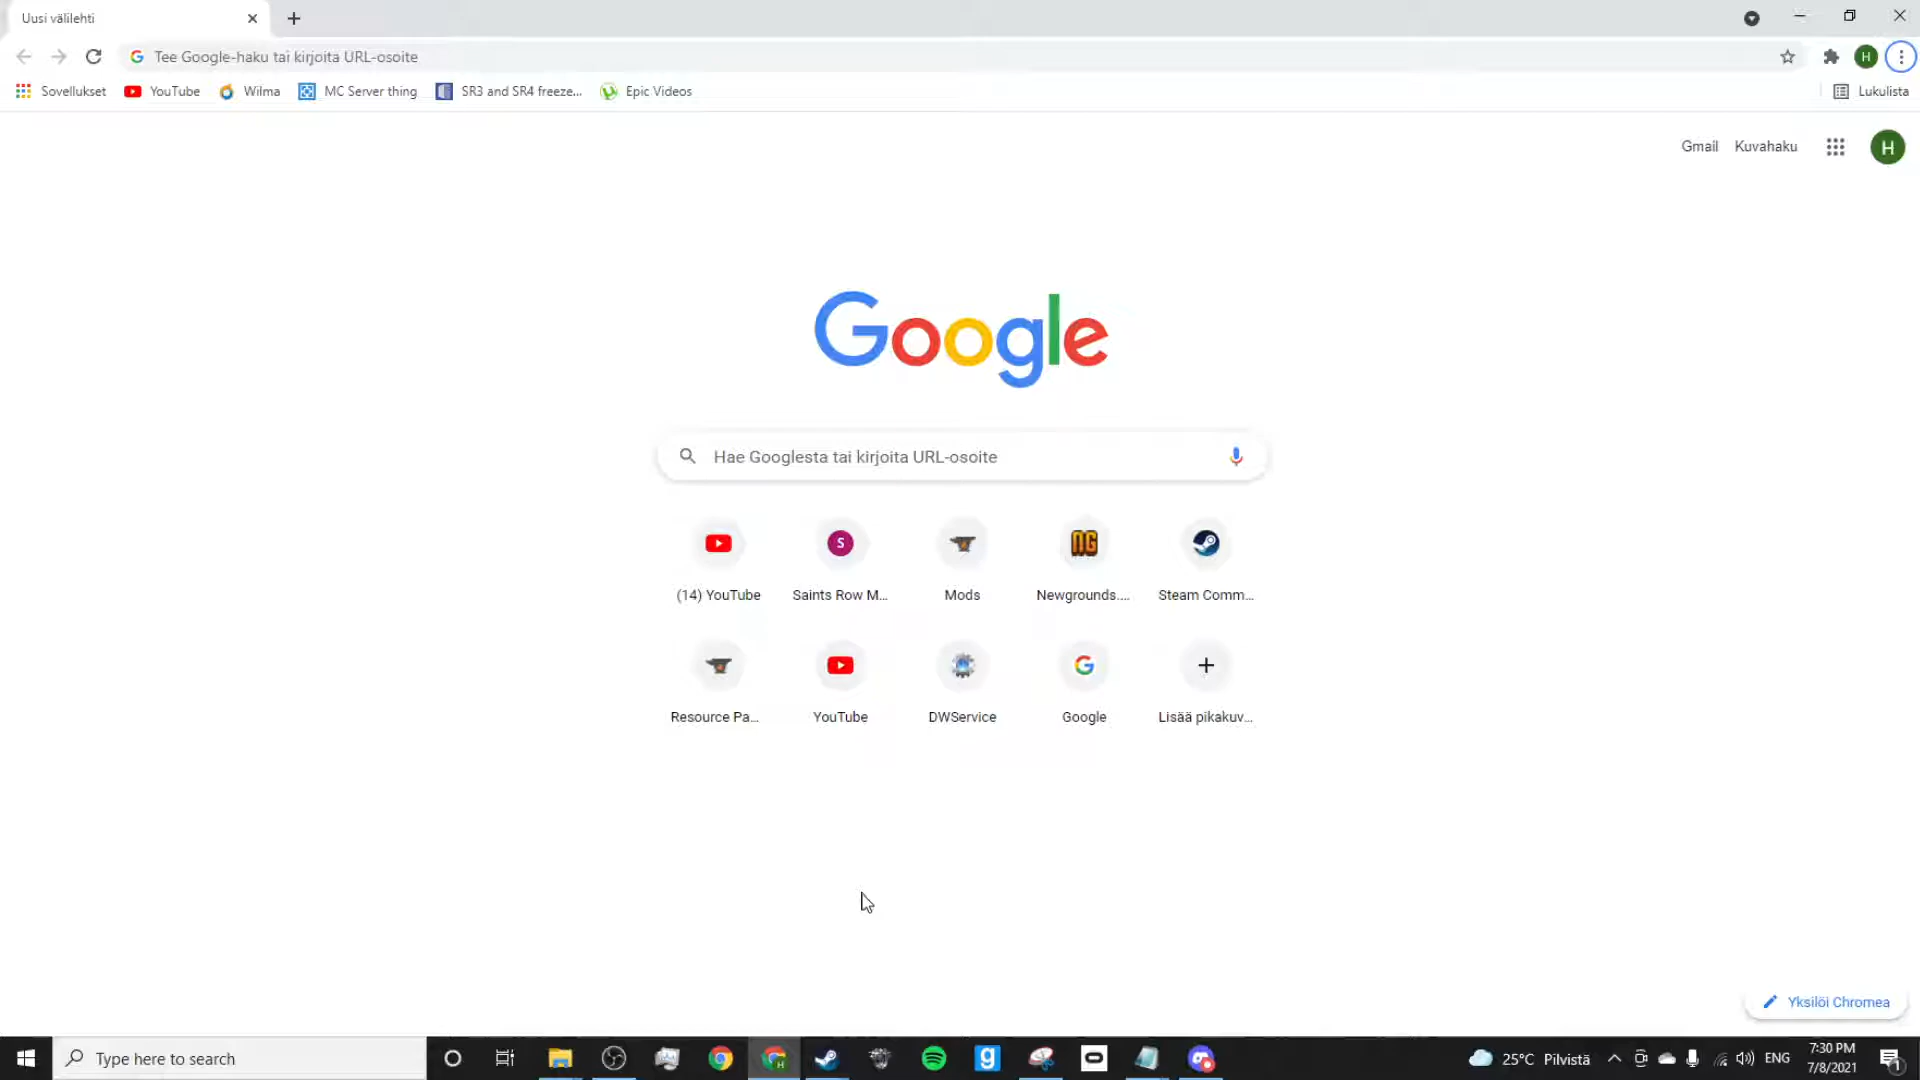 Uusi välilehti
Tee Google-haku tai kirjoita URL-osoite
H
Sovellukset YouTube Wilma MC Server thing SR3 and SR4 freeze... Epic Videos Lukulista
Gmail Kuvahaku H
Google
Hae Googlesta tai kirjoita URL-osoite
S NG
(14) YouTube Saints Row M... Mods Newgrounds.... Steam Comm...
Resource Pa... YouTube DWService Google Lisää pikakuv...
Yksilöi Chromea
Type here to search
25°C Pilvistä ENG
7:30 PM
7/8/2021
1